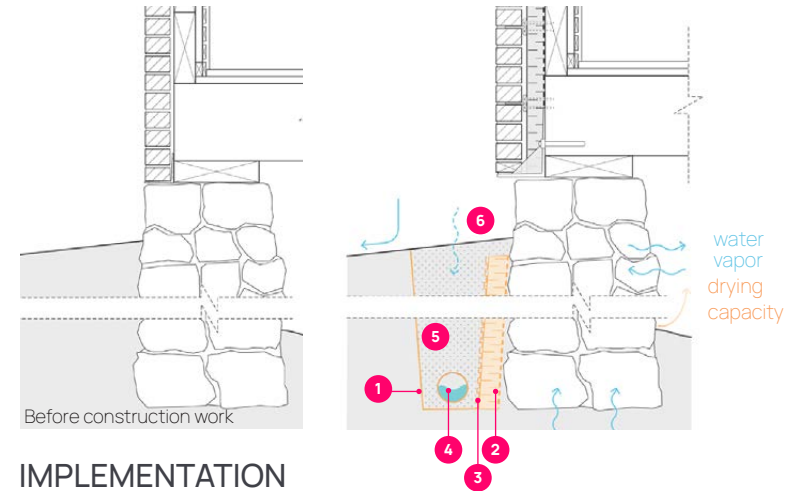 6
water
vapor
drying
capacity
5
1
Before construction work
4
2
3
IMPLEMENTATION